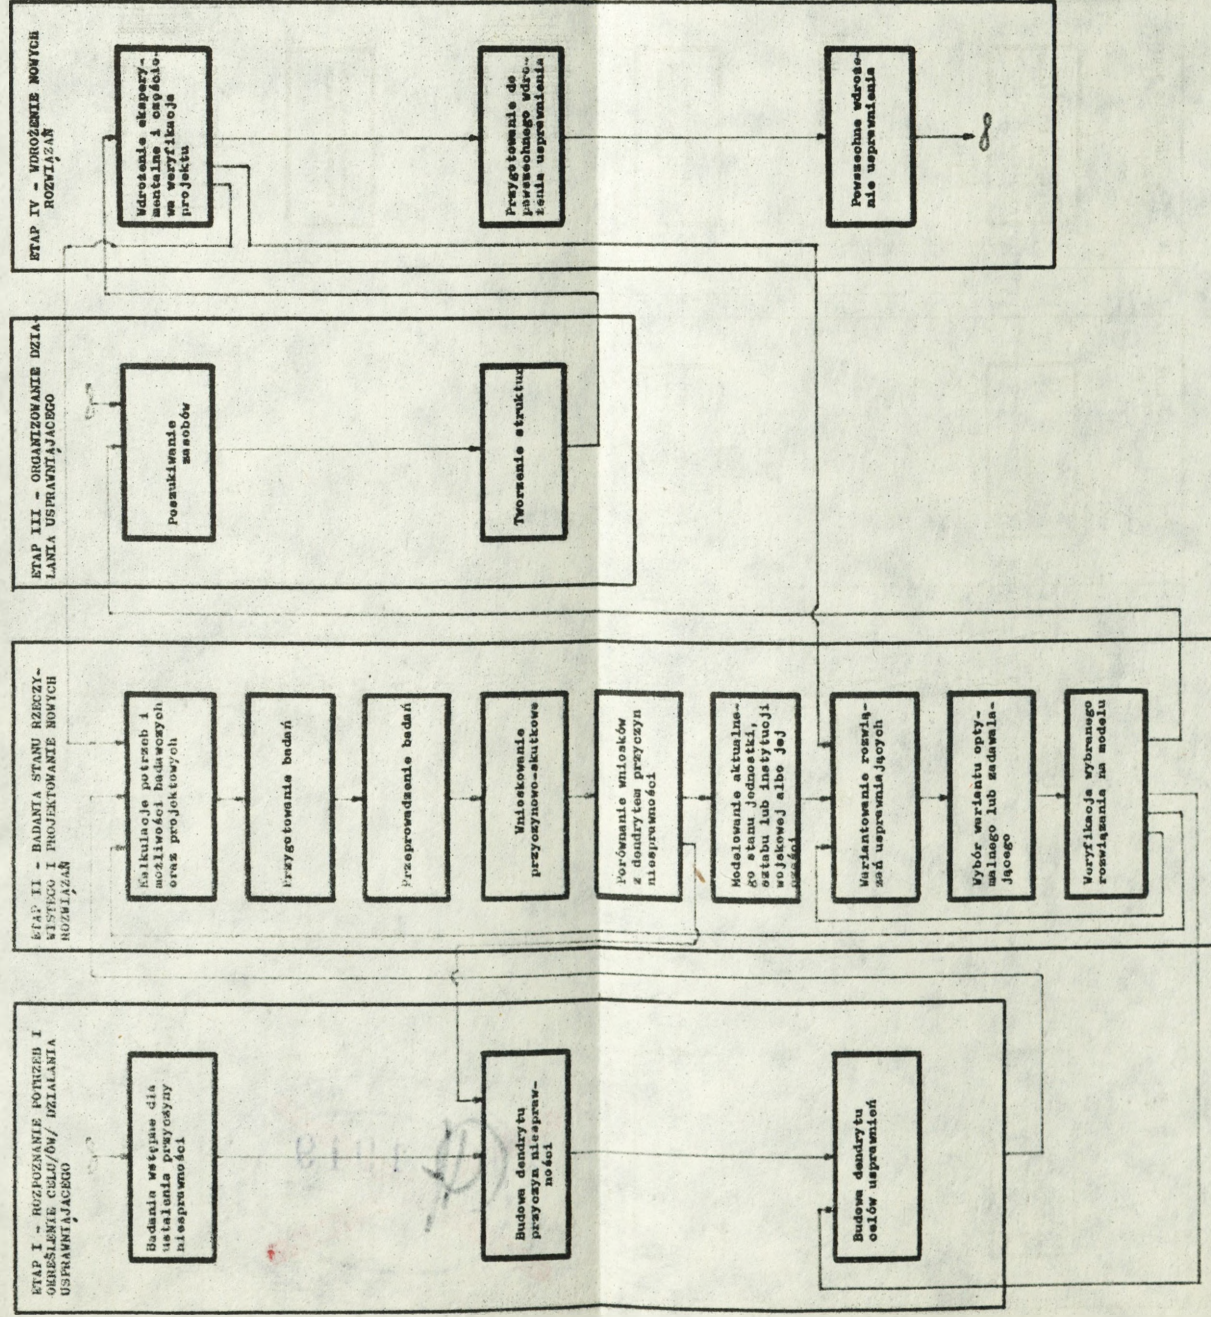 ETAP I - ROZPOZNANIE POTRZEB I
OKREŚLENIE CELU/ÓW/ DZIAŁANIA
USPRAWNIAJĄCEGO
Badania wstępne dla
ustalania przyczyny
niesprawności
Budowa dendrytu
przyczyn niespraw-
ności
Budowa dendrytu
celów usprawnień
ETAP II - BADANIA STANU RZECZY-
WISTEGO I PROJEKTOWANIE NOWYCH
ROZWIĄZAŃ
Kalkulacje potrzeb i
możliwości badawczych
oraz projektowych
Przygotowanie badań
Przeprowadzenie badań
Wnioskowanie
przyczynowo-skutkowe
Porównanie wniosków
z dendrytem przyczyn
niesprawności
Modelowanie aktualne-
go stanu jednostki,
sztabu lub instytucji
wojskowej albo jej
części
Wariantowanie rozwią-
zań usprawniających
Wybór wariantu opty-
malnego lub zadawala-
jącego
Weryfikacja wybranego
rozwiązania na modelu
ETAP III - ORGANIZOWANIE DZIA-
ŁANIA USPRAWNIAJĄCEGO
Poszukiwanie
zasobów
Tworzenie struktur
ETAP IV - WDROŻENIE NOWYCH
ROZWIĄZAŃ
Wdrożenie ekspery-
mentalne i częścio-
wa weryfikacja
projektu
Przygotowanie do
powszechnego wdro-
żenia usprawnienia
Powszechne wdroże-
nie usprawnienia